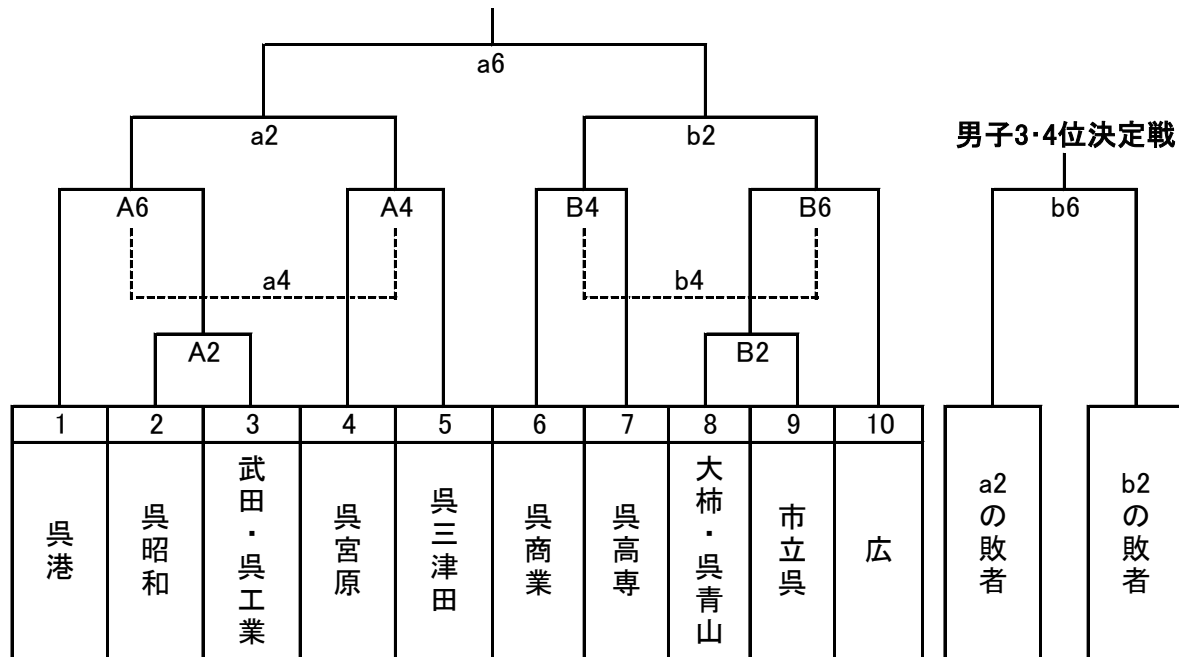 a6
a2
b2
男子3・4位決定戦
A6
A4
B4
B6
b6
a4
b4
A2
B2
1
2
3
4
5
6
7
8
9
10
呉港
呉昭和
武田・呉工業
呉宮原
呉三津田
呉商業
呉高専
大柿・呉青山
市立呉
広
a2の敗者
b2の敗者